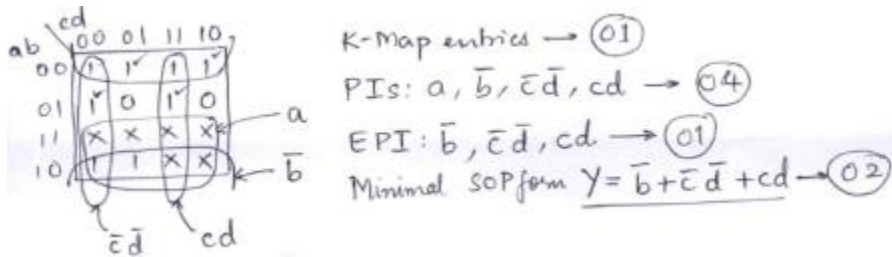 cd
ab 00 01 11 10
00 1 1✓ 1 1✓
01 1✓ 0 1✓ 0
11 × × × × a
10 1 1 × × b̅
c̅ d̅ cd
K-Map entries → 01
PIs: a, b̅, c̅ d̅, cd → 04
EPI: b̅, c̅ d̅, cd → 01
Minimal SOP form Y = b̅ + c̅ d̅ + cd → 02